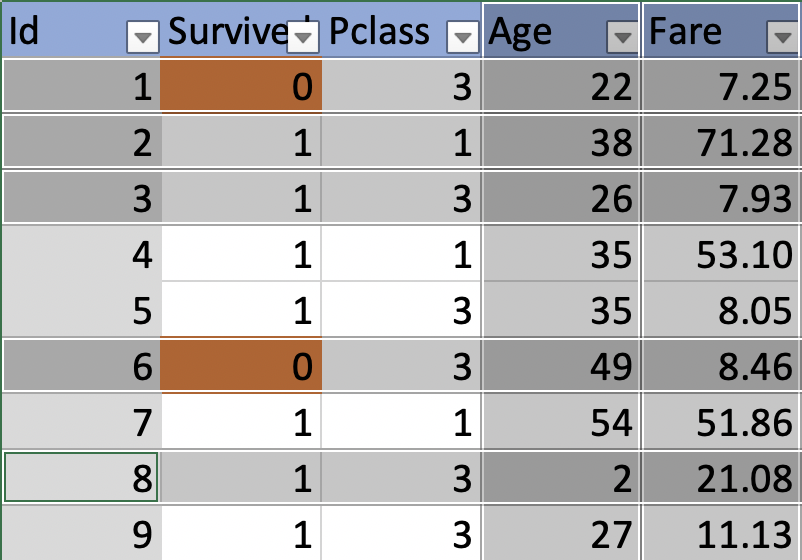 Id Survived Pclass Age Fare
1 0 3 22 7.25
2 1 1 38 71.28
3 1 3 26 7.93
4 1 1 35 53.10
5 1 3 35 8.05
6 0 3 49 8.46
7 1 1 54 51.86
8 1 3 2 21.08
9 1 3 27 11.13